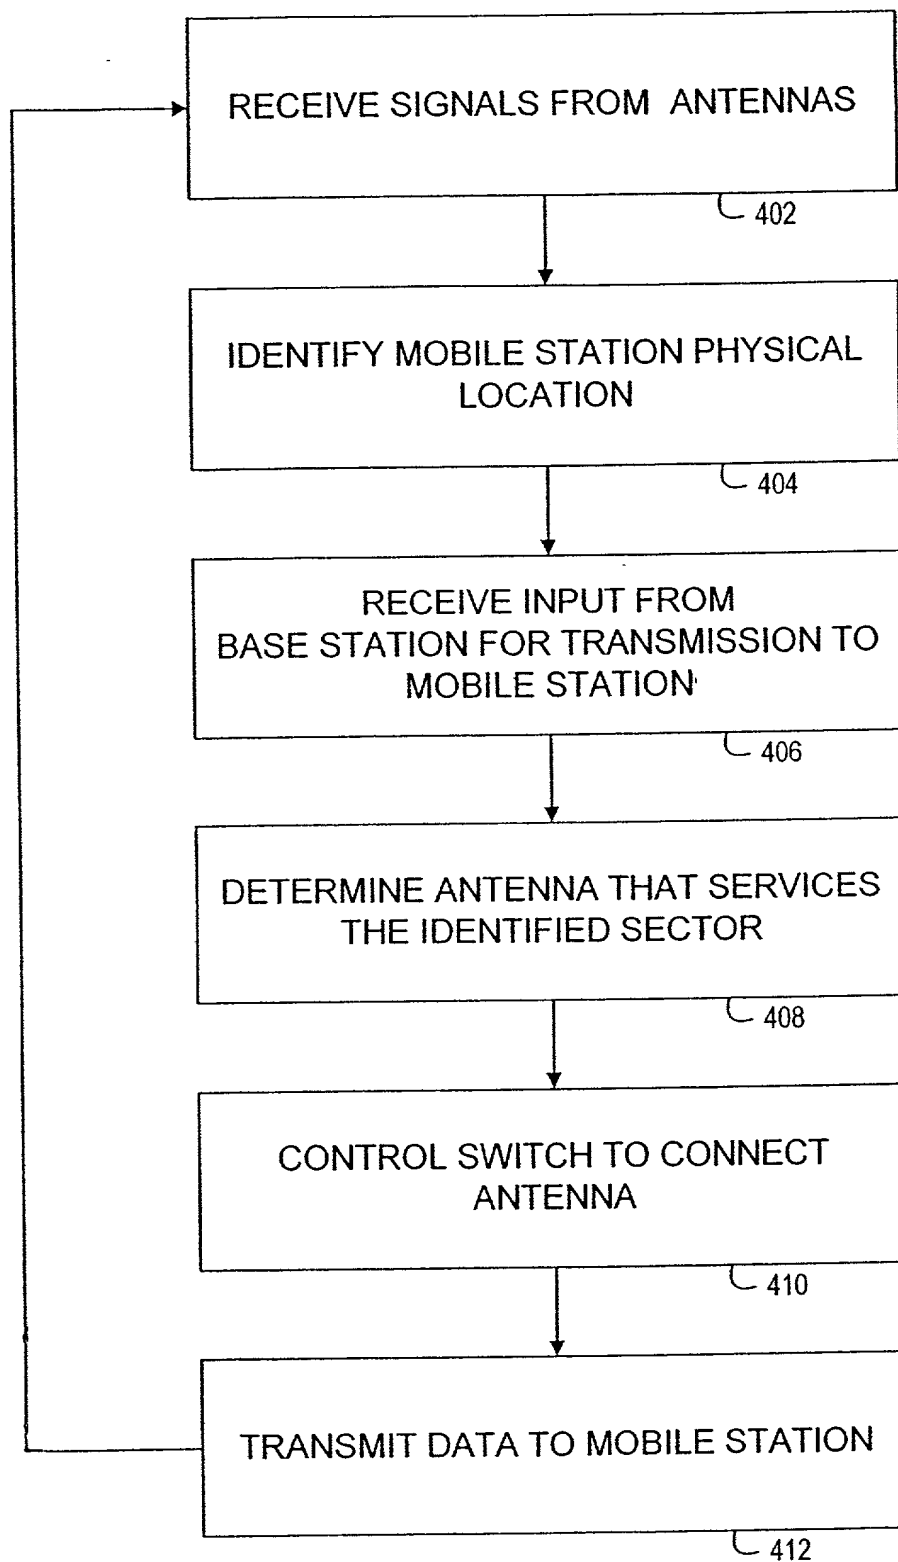 RECEIVE SIGNALS FROM ANTENNAS
402
IDENTIFY MOBILE STATION PHYSICAL
LOCATION
404
RECEIVE INPUT FROM
BASE STATION FOR TRANSMISSION TO
MOBILE STATION
406
DETERMINE ANTENNA THAT SERVICES
THE IDENTIFIED SECTOR
408
CONTROL SWITCH TO CONNECT
ANTENNA
410
TRANSMIT DATA TO MOBILE STATION
412